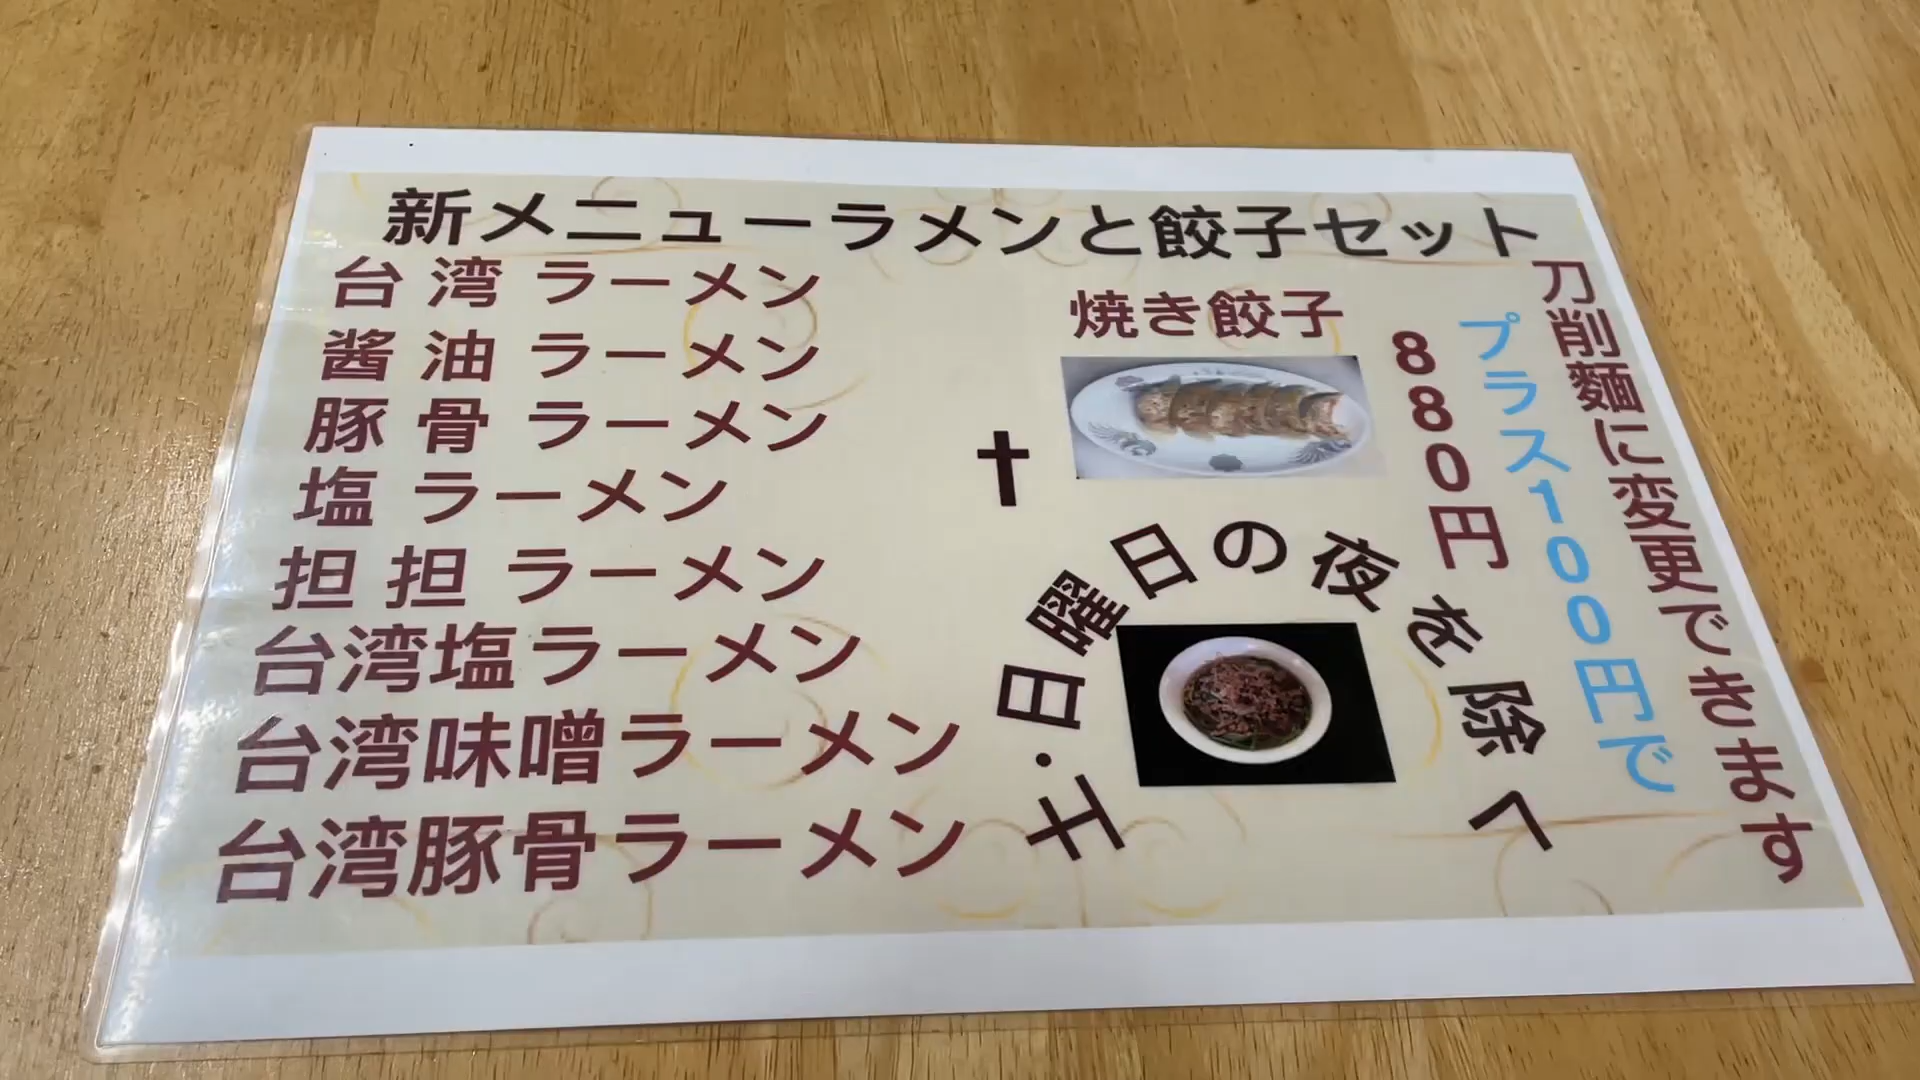 新メニューラメンと餃子セット
台湾ラーメン
醤油ラーメン
豚骨ラーメン
塩ラーメン
担担ラーメン
台湾塩ラーメン
台湾味噌ラーメン
台湾豚骨ラーメン
†
焼き餃子
880円
プラス100円で
刀削麺に変更できます
土・日曜日の夜を除く